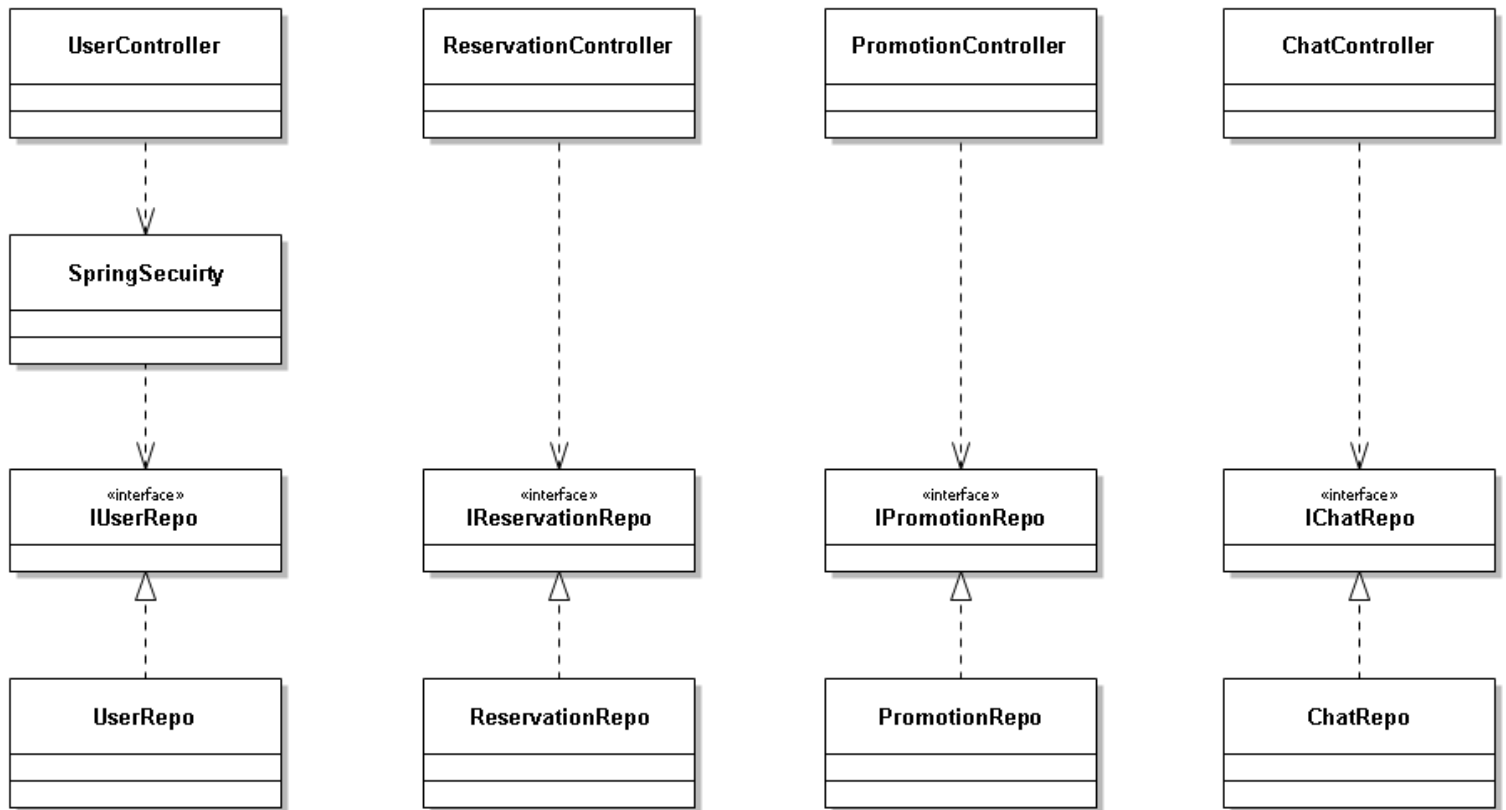 UserController
ReservationController
PromotionController
ChatController
SpringSecuirty
«interface»
IUserRepo
«interface»
IReservationRepo
«interface»
IPromotionRepo
«interface»
IChatRepo
UserRepo
ReservationRepo
PromotionRepo
ChatRepo